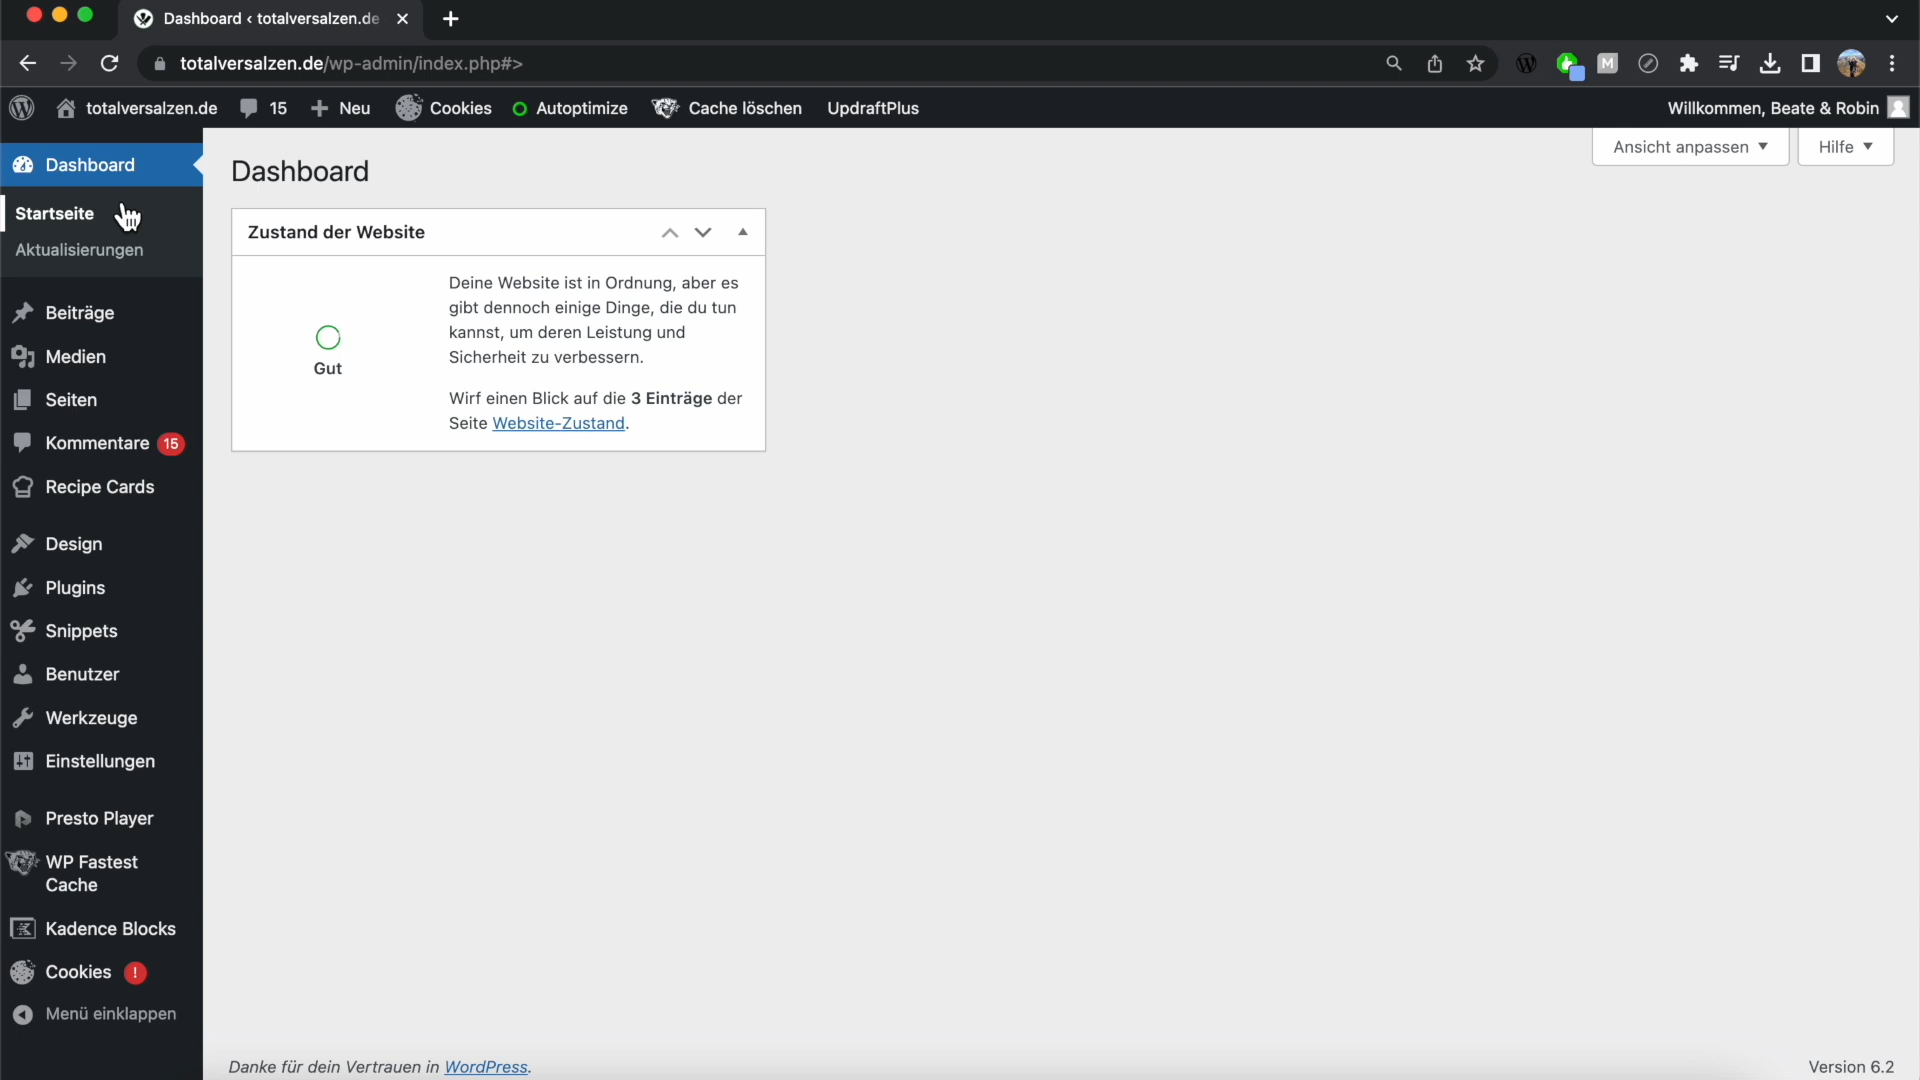 Dashboard ‹ totalversalzen.de
totalversalzen.de/wp-admin/index.php#>
M
totalversalzen.de 15 Neu Cookies Autoptimize Cache löschen UpdraftPlus Willkommen, Beate & Robin
Dashboard
Startseite
Aktualisierungen
Beiträge
Medien
Seiten
Kommentare 15
Recipe Cards
Design
Plugins
Snippets
Benutzer
Werkzeuge
Einstellungen
Presto Player
WP Fastest
Cache
Kadence Blocks
Cookies !
Menü einklappen
Ansicht anpassen Hilfe
Dashboard
Zustand der Website
Gut
Deine Website ist in Ordnung, aber es
gibt dennoch einige Dinge, die du tun
kannst, um deren Leistung und
Sicherheit zu verbessern.
Wirf einen Blick auf die 3 Einträge der
Seite Website-Zustand.
Danke für dein Vertrauen in WordPress.
Version 6.2